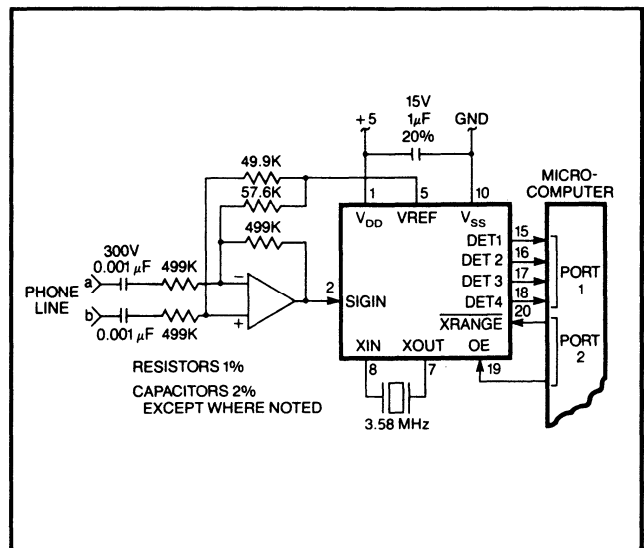 15V
1µF
20%
+5
GND
49.9K
57.6K
499K
1
5
10
MICRO-
COMPUTER
VDD
VREF
VSS
DET1
15
DET 2
16
DET 3
17
DET4
18
PORT
1
300V
0.001 µF
499K
a
PHONE
LINE
b
0.001 µF
499K
−
+
2
SIGIN
XRANGE
20
PORT
2
XIN
XOUT
OE
8
7
19
3.58 MHz
RESISTORS 1%
CAPACITORS 2%
EXCEPT WHERE NOTED